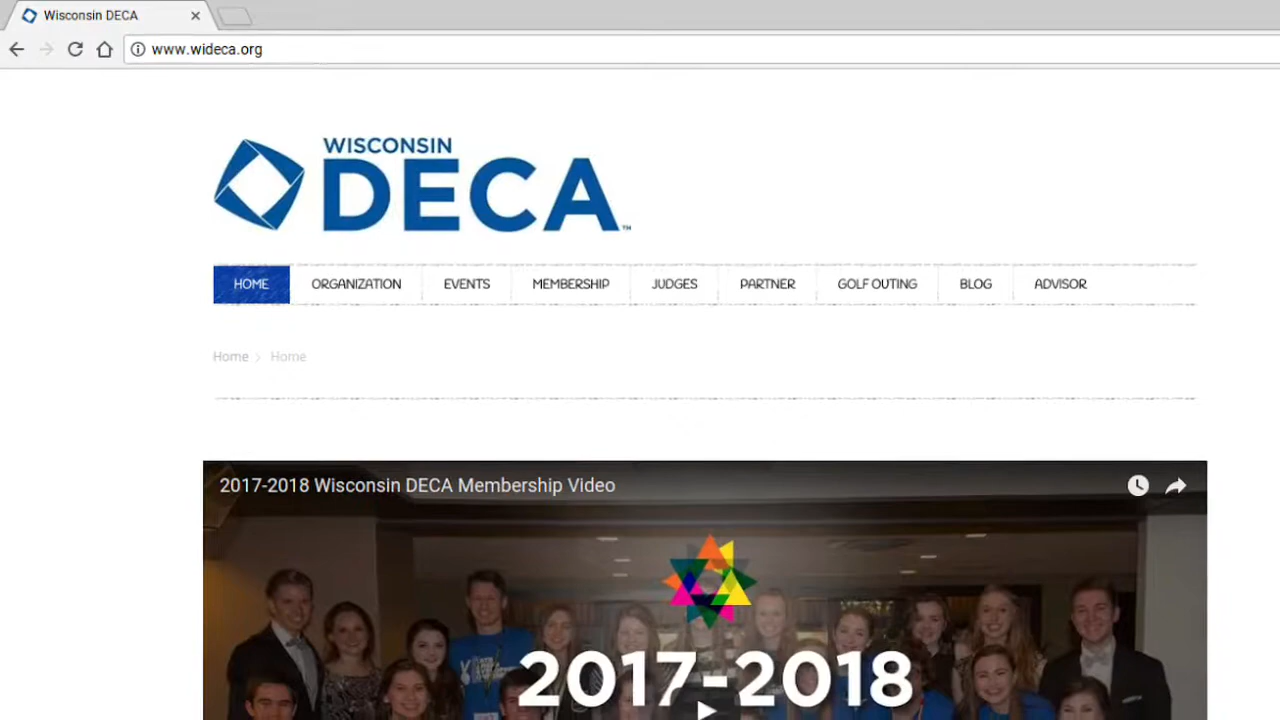 Wisconsin DECA
www.wideca.org
WISCONSIN
DECA™
HOME ORGANIZATION EVENTS MEMBERSHIP JUDGES PARTNER GOLF OUTING BLOG ADVISOR
Home Home
2017-2018 Wisconsin DECA Membership Video
2017-2018